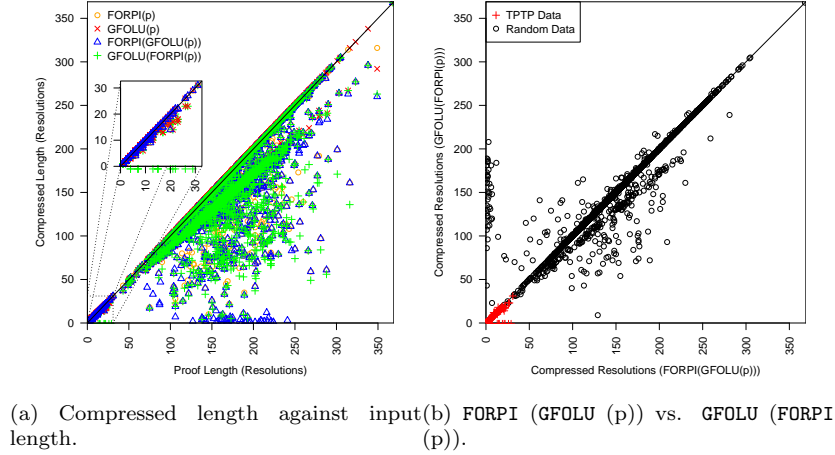 FORPI(p)
GFOLU(p)
FORPI(GFOLU(p))
GFOLU(FORPI(p))
Compressed Length (Resolutions)
0
50
100
150
200
250
300
350
0
10
20
30
0
10
20
30
0
50
100
150
200
250
300
350
Proof Length (Resolutions)
TPTP Data
Random Data
Compressed Resolutions (GFOLU(FORPI(p)))
0
50
100
150
200
250
300
350
0
50
100
150
200
250
300
350
Compressed Resolutions (FORPI(GFOLU(p)))
(a) Compressed length against input
length.
(b) FORPI (GFOLU (p)) vs. GFOLU (FORPI
(p)).